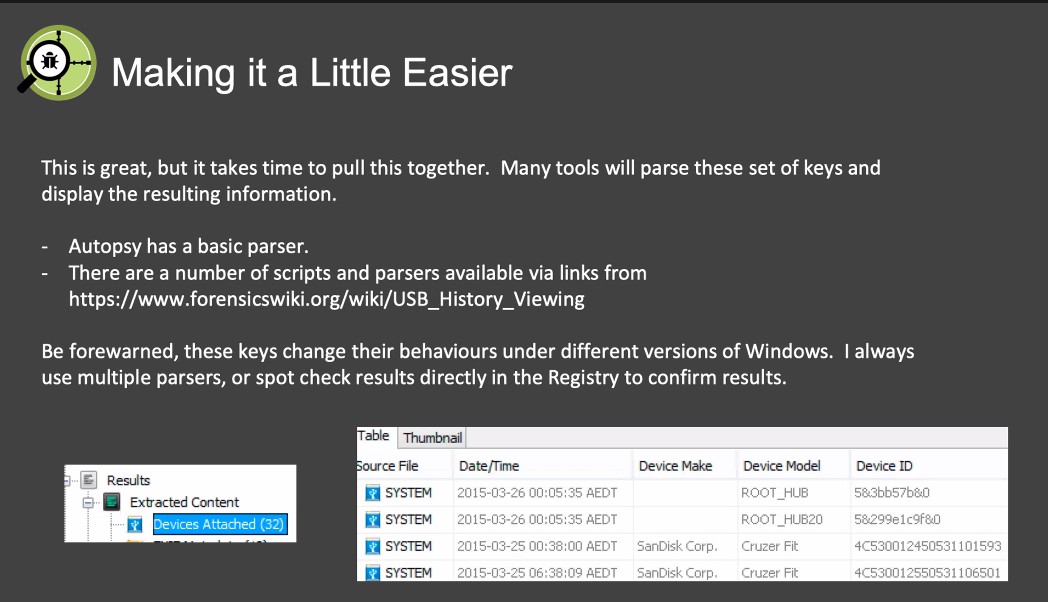 Making it a Little Easier
This is great, but it takes time to pull this together.  Many tools will parse these set of keys and
display the resulting information.
-   Autopsy has a basic parser.
-   There are a number of scripts and parsers available via links from
https://www.forensicswiki.org/wiki/USB_History_Viewing
Be forewarned, these keys change their behaviours under different versions of Windows.  I always
use multiple parsers, or spot check results directly in the Registry to confirm results.
Results
Extracted Content
Devices Attached (32)
Table Thumbnail
Source File Date/Time Device Make Device Model Device ID
SYSTEM 2015-03-26 00:05:35 AEDT ROOT_HUB 5&3bb57b&0
SYSTEM 2015-03-26 00:05:35 AEDT ROOT_HUB20 5&299e1c9f&0
SYSTEM 2015-03-25 00:38:00 AEDT SanDisk Corp. Cruzer Fit 4C530012450531101593
SYSTEM 2015-03-25 06:38:09 AEDT SanDisk Corp. Cruzer Fit 4C530012550531106501